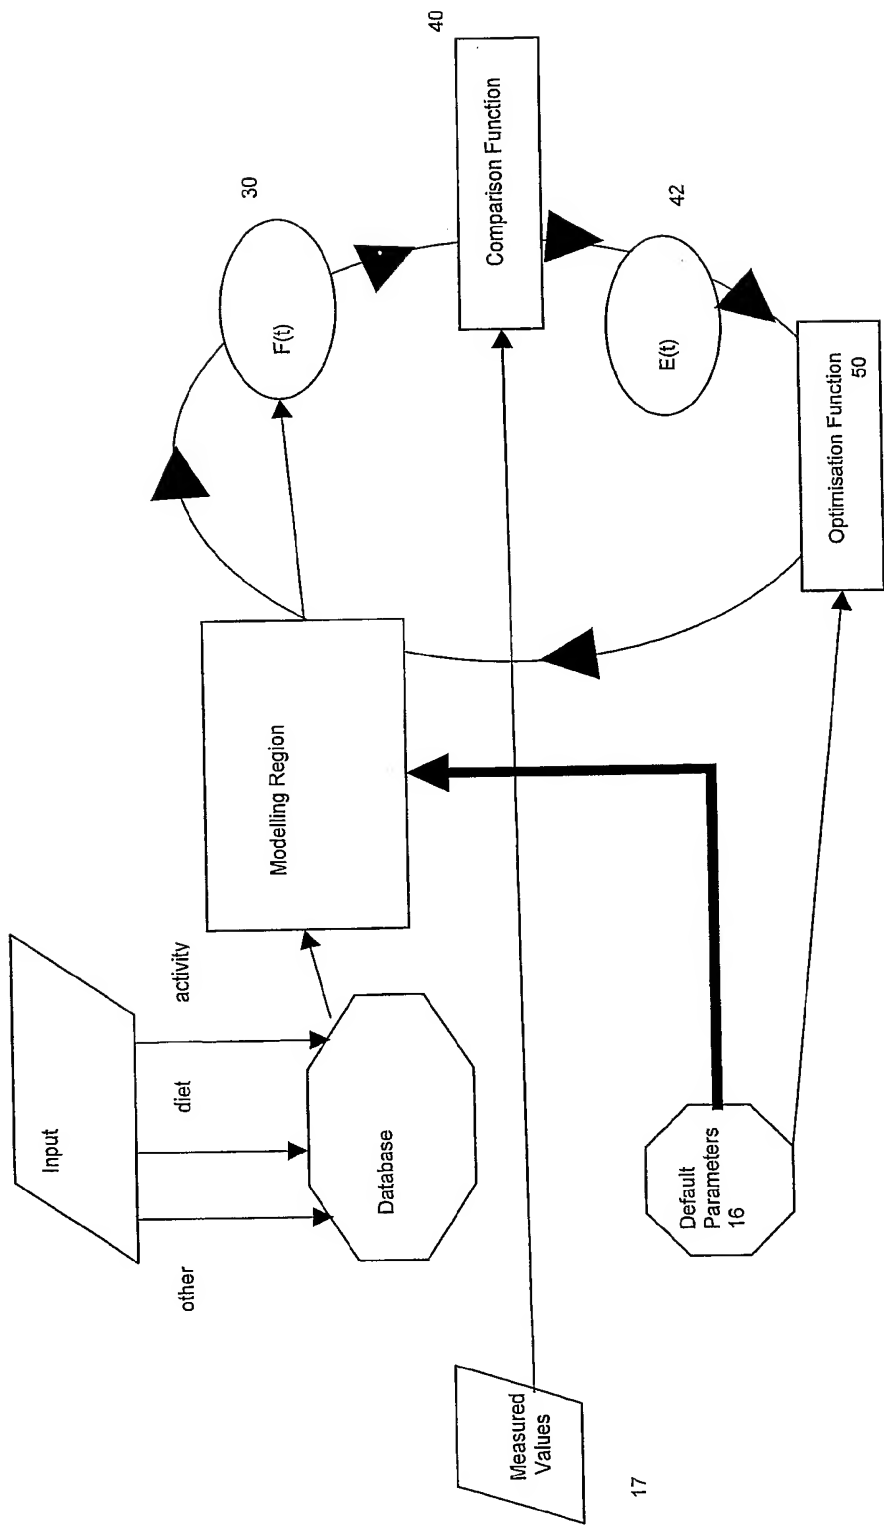 Input
other
diet
activity
Database
Modelling Region
F(t)
30
Measured
Values
17
Comparison Function
40
E(t)
42
Default
Parameters
16
Optimisation Function
50